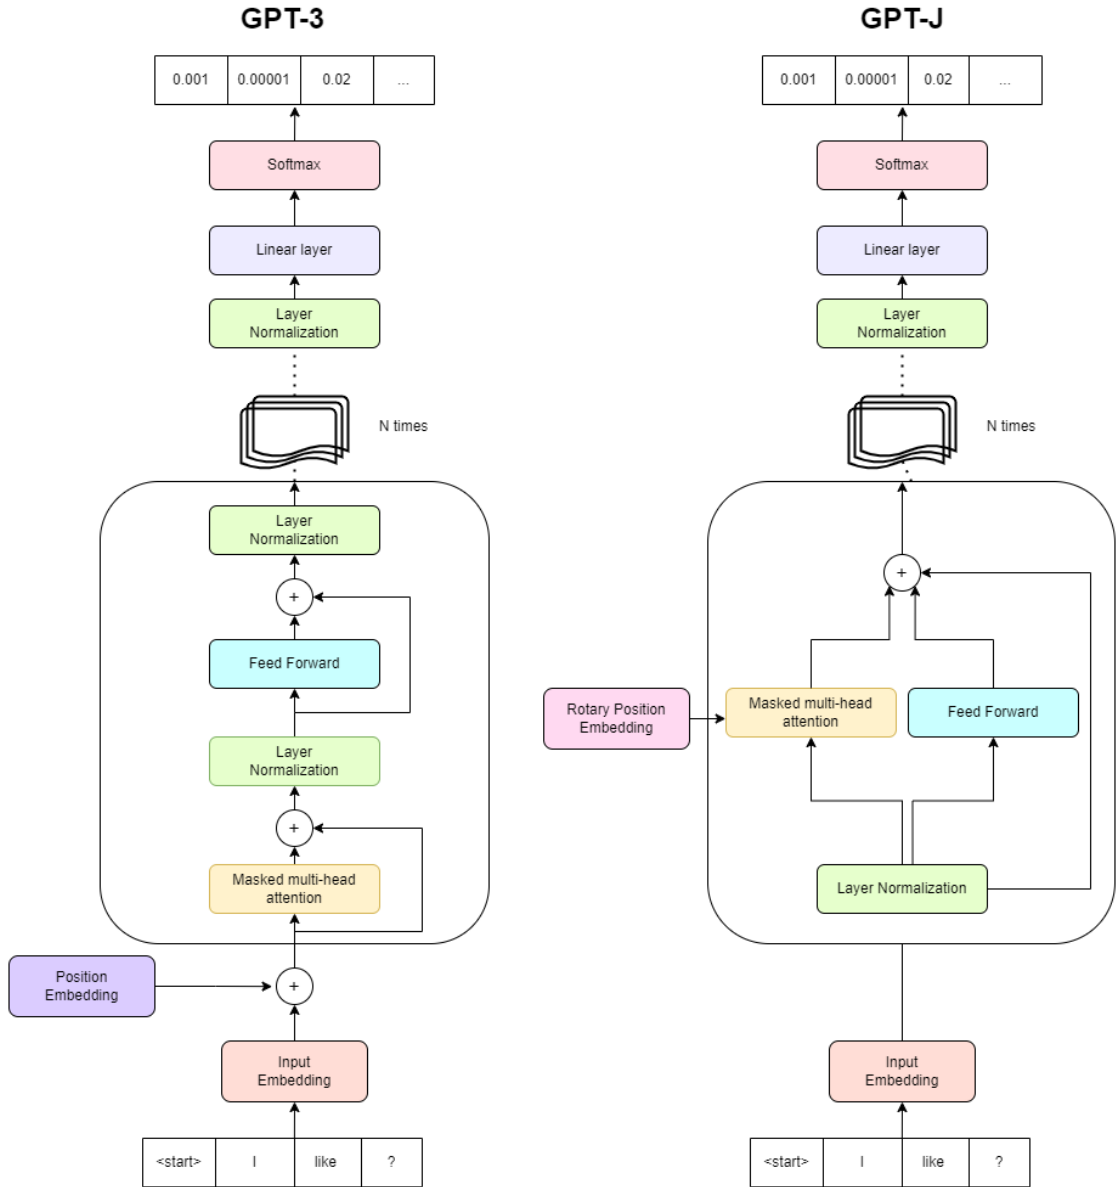 GPT-3
0.001 0.00001 0.02 ...
Softmax
Linear layer
Layer
Normalization
N times
Layer
Normalization
+
Feed Forward
Layer
Normalization
+
Masked multi-head
attention
Position
Embedding
+
Input
Embedding
<start> I like ?
GPT-J
0.001 0.00001 0.02 ...
Softmax
Linear layer
Layer
Normalization
N times
+
Rotary Position
Embedding
Masked multi-head
attention
Feed Forward
Layer Normalization
Input
Embedding
<start> I like ?